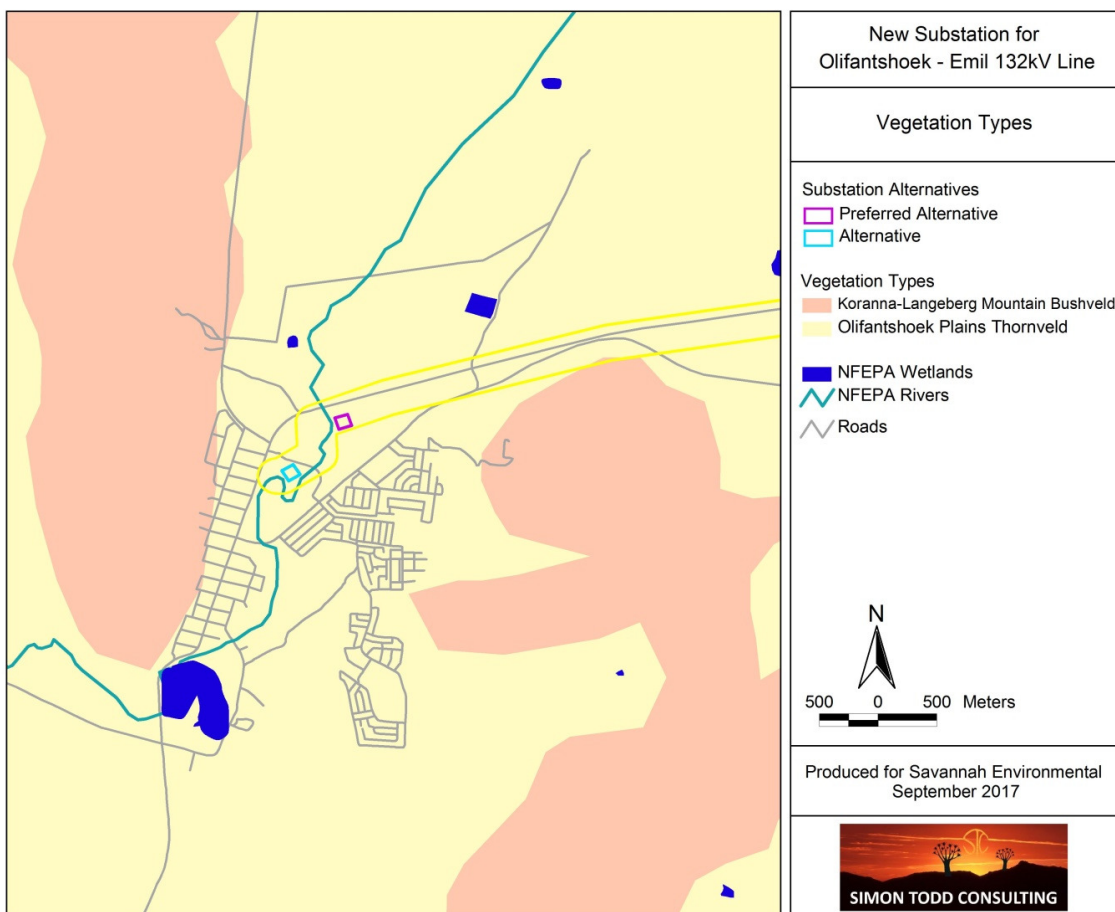 New Substation for
Olifantshoek - Emil 132kV Line
Vegetation Types
Substation Alternatives
Preferred Alternative
Alternative
Vegetation Types
Koranna-Langeberg Mountain Bushveld
Olifantshoek Plains Thornveld
NFEPA Wetlands
NFEPA Rivers
Roads
N
500 0 500 Meters
Produced for Savannah Environmental
September 2017
SIMON TODD CONSULTING